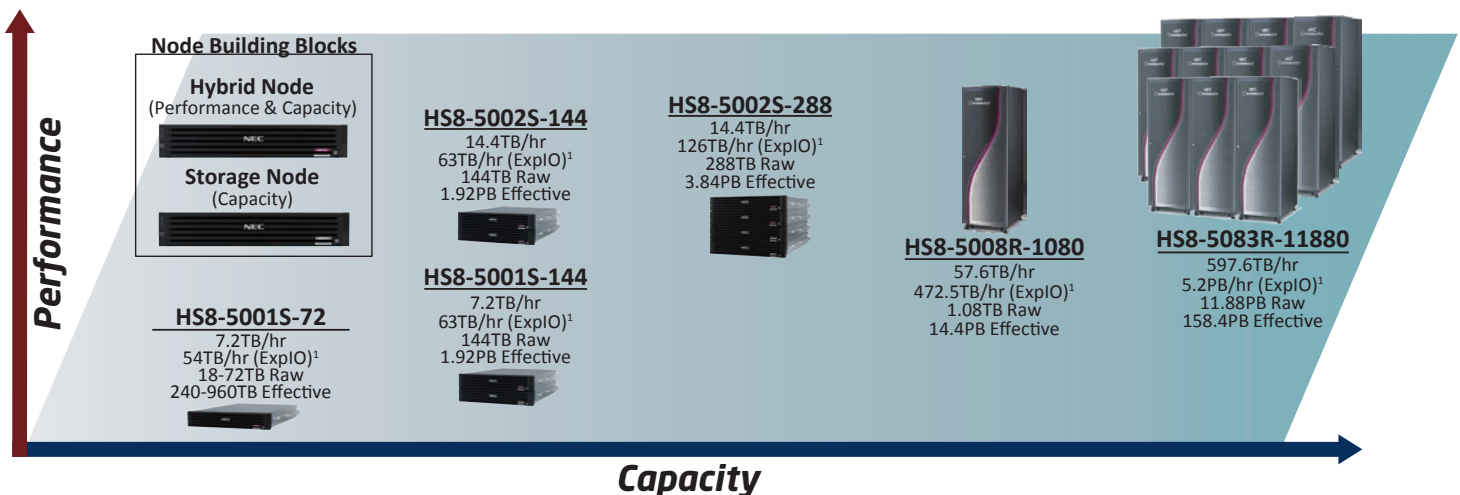 Performance
Node Building Blocks
Hybrid Node
(Performance & Capacity)
NEC
Storage Node
(Capacity)
NEC
HS8-5001S-72
7.2TB/hr
54TB/hr (ExpIO)¹
18-72TB Raw
240-960TB Effective
HS8-5002S-144
14.4TB/hr
63TB/hr (ExpIO)¹
144TB Raw
1.92PB Effective
HS8-5001S-144
7.2TB/hr
63TB/hr (ExpIO)¹
144TB Raw
1.92PB Effective
HS8-5002S-288
14.4TB/hr
126TB/hr (ExpIO)¹
288TB Raw
3.84PB Effective
HS8-5008R-1080
57.6TB/hr
472.5TB/hr (ExpIO)¹
1.08TB Raw
14.4PB Effective
HS8-5083R-11880
597.6TB/hr
5.2PB/hr (ExpIO)¹
11.88PB Raw
158.4PB Effective
Capacity